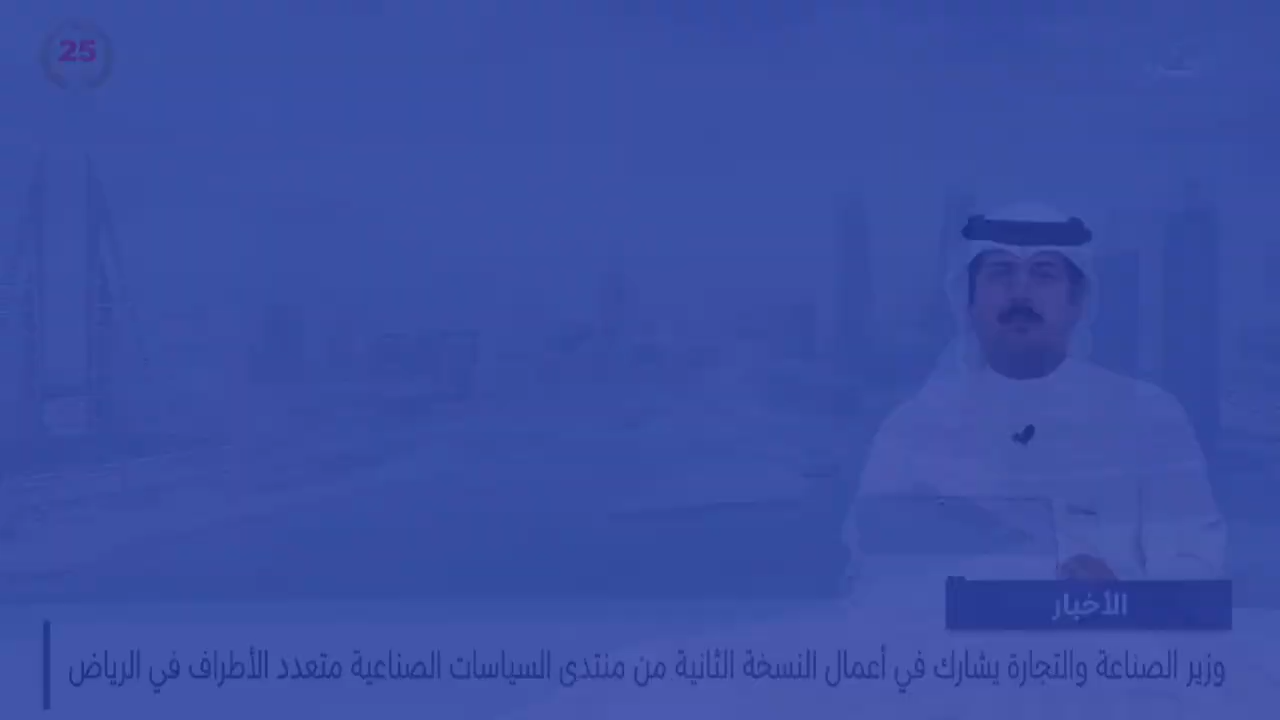 25
الأخبار
وزير الصناعة والتجارة يشارك في أعمال النسخة الثانية من منتدى السياسات الصناعية متعدد الأطراف في الرياض